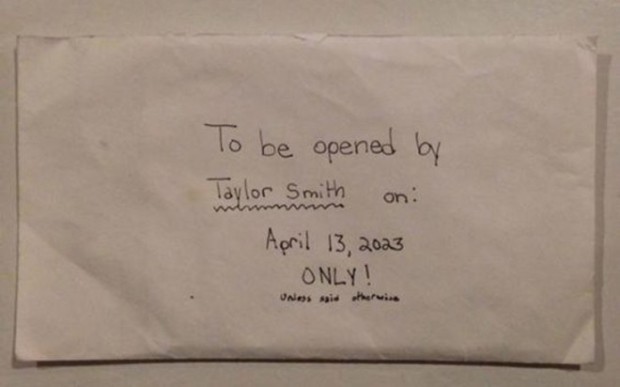 To be opened by
Taylor Smith on:
April 13, 2023
ONLY!
unless said otherwise